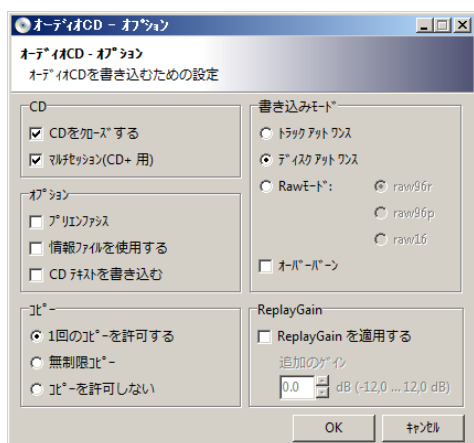 ｵｰﾃﾞｨｵCD - ｵﾌﾟｼｮﾝ
ｵｰﾃﾞｨｵCD - ｵﾌﾟｼｮﾝ
ｵｰﾃﾞｨｵCDを書き込むための設定
CD
CDをｸﾛｰｽﾞする
ﾏﾙﾁｾｯｼｮﾝ(CD+ 用)
ｵﾌﾟｼｮﾝ
ﾌﾟﾘｴﾝﾌｧｼｽ
情報ﾌｧｲﾙを使用する
CD ﾃｷｽﾄを書き込む
ｺﾋﾟｰ
1回のｺﾋﾟｰを許可する
無制限ｺﾋﾟｰ
ｺﾋﾟｰを許可しない
書き込みﾓｰﾄﾞ
ﾄﾗｯｸ ｱｯﾄ ﾜﾝｽ
ﾃﾞｨｽｸ ｱｯﾄ ﾜﾝｽ
Rawﾓｰﾄﾞ:
raw96r
raw96p
raw16
ｵｰﾊﾞｰﾊﾞｰﾝ
ReplayGain
ReplayGain を適用する
追加のｹﾞｲﾝ
0.0 dB (-12,0 ... 12,0 dB)
OK
ｷｬﾝｾﾙ